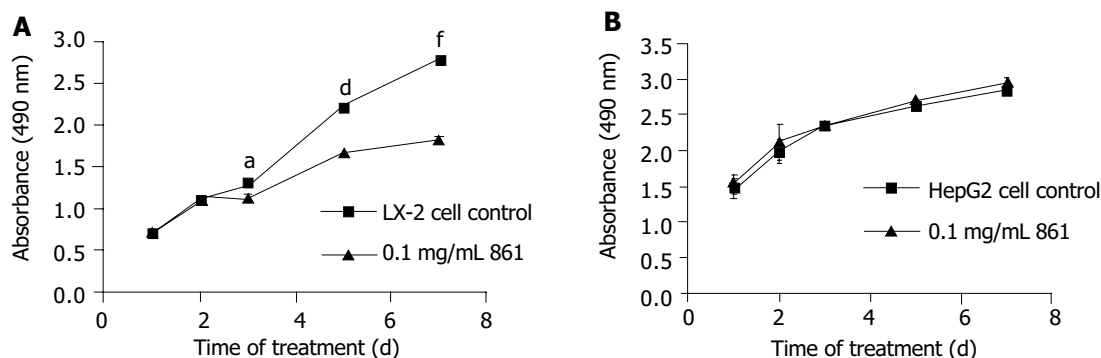 A
Absorbance (490 nm)
3.0
2.5
2.0
1.5
1.0
0.5
0.0
a
d
f
LX-2 cell control
0.1 mg/mL 861
0 2 4 6 8
Time of treatment (d)
B
Absorbance (490 nm)
3.5
3.0
2.5
2.0
1.5
1.0
0.5
0.0
HepG2 cell control
0.1 mg/mL 861
0 2 4 6 8
Time of treatment (d)